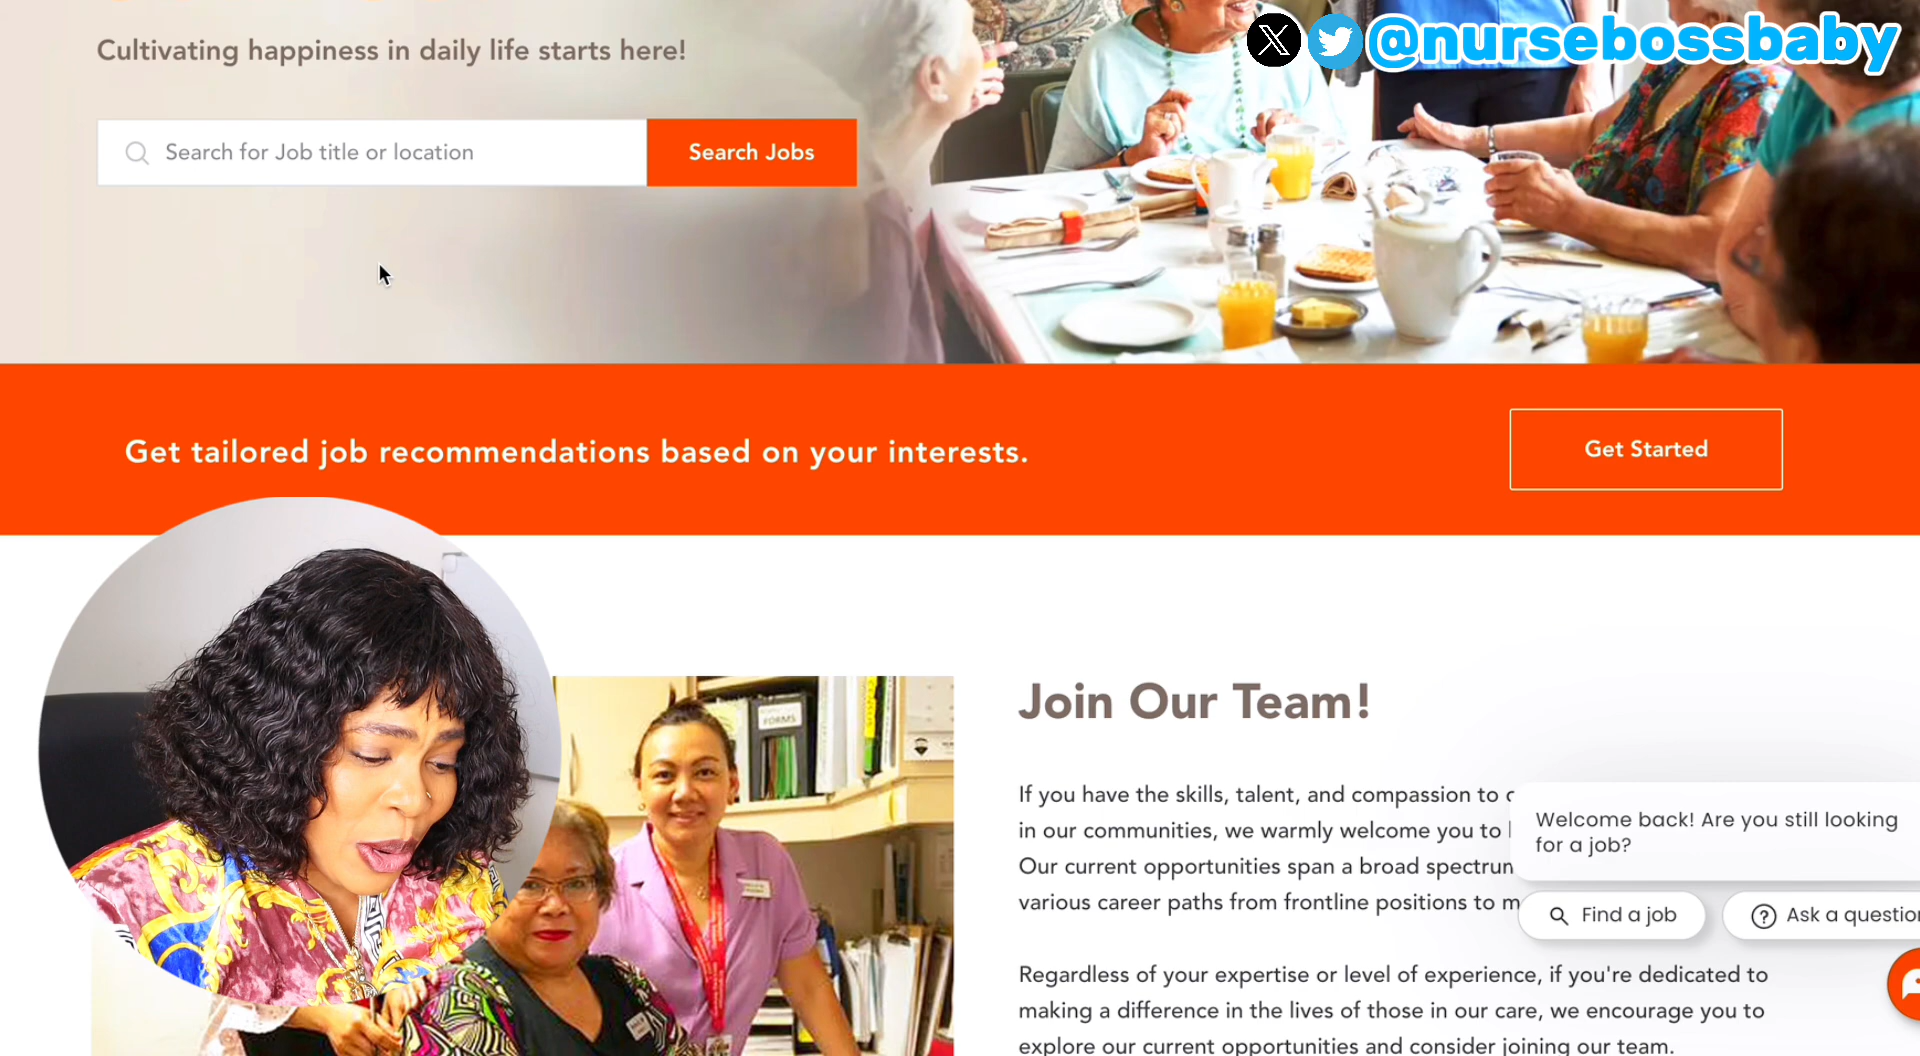 @nursebossbaby
Cultivating happiness in daily life starts here!
Search for Job title or location
Search Jobs
Get tailored job recommendations based on your interests.
Get Started
FORMS
Join Our Team!
If you have the skills, talent, and compassion to
in our communities, we warmly welcome you to
Our current opportunities span a broad spectrum
various career paths from frontline positions to
Regardless of your expertise or level of experience, if you're dedicated to
making a difference in the lives of those in our care, we encourage you to
explore our current opportunities and consider joining our team.
Welcome back! Are you still looking
for a job?
Find a job
Ask a question